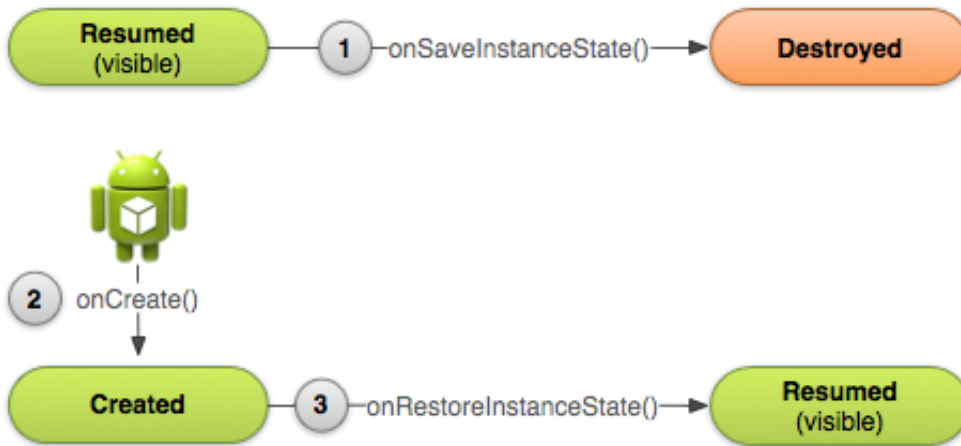 Resumed
(visible)
1
onSaveInstanceState()
Destroyed
2
onCreate()
Created
3
onRestoreInstanceState()
Resumed
(visible)